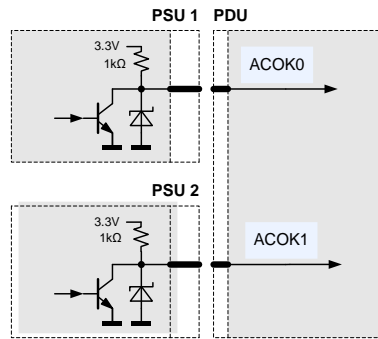 PSU 1 PDU
3.3V
1kΩ
ACOK0
PSU 2
3.3V
1kΩ
ACOK1